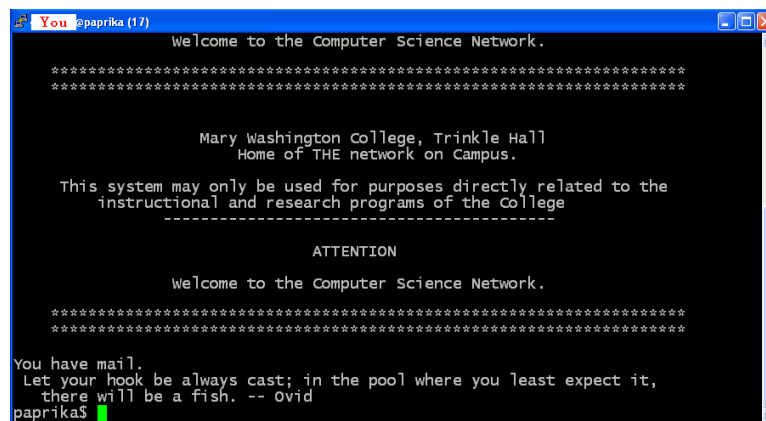 You @paprika (17)
Welcome to the Computer Science Network.
********************************************************************
********************************************************************
Mary Washington College, Trinkle Hall
Home of THE network on Campus.
This system may only be used for purposes directly related to the
instructional and research programs of the College
------------------------------------------
ATTENTION
Welcome to the Computer Science Network.
********************************************************************
********************************************************************
You have mail.
Let your hook be always cast; in the pool where you least expect it,
there will be a fish. -- Ovid
paprika$